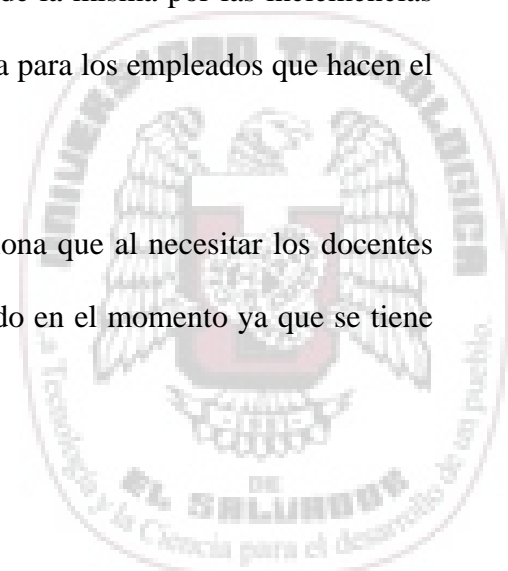 de la misma por las inclemencias
a para los empleados que hacen el
iona que al necesitar los docentes
do en el momento ya que se tiene
UNIVERSIDAD TECNOLOGICA
DE
EL SALVADOR
La Tecnología y la Ciencia para el desarrollo de un pueblo.